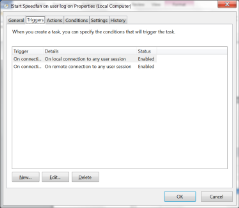 Start Speedfan on user log on Properties (Local Computer)
General Triggers Actions Conditions Settings History
When you create a task, you can specify the conditions that will trigger the task.
Trigger Details Status
On connecti... On local connection to any user session Enabled
On connecti... On remote connection to any user session Enabled
New... Edit... Delete
OK Cancel